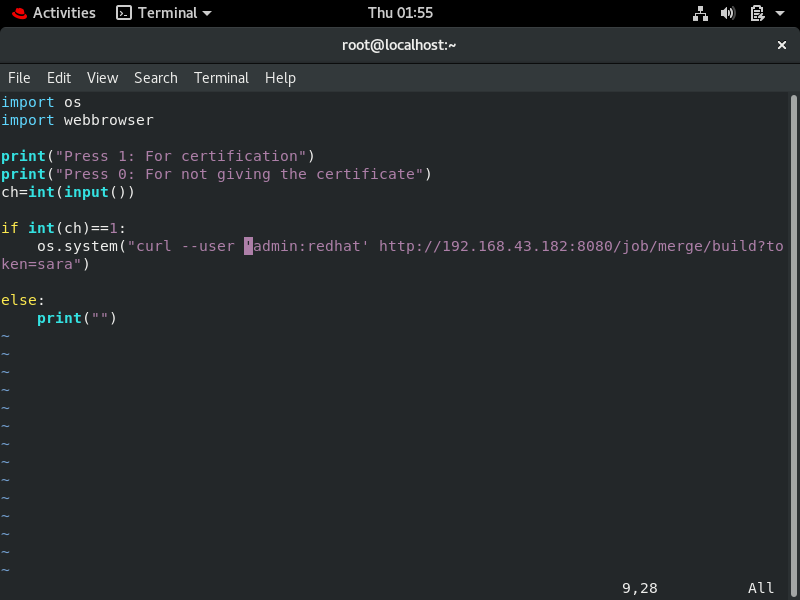 Activities Terminal Thu 01:55
root@localhost:~ ×
File Edit View Search Terminal Help
import os
import webbrowser
print("Press 1: For certification")
print("Press 0: For not giving the certificate")
ch=int(input())
if int(ch)==1:
    os.system("curl --user 'admin:redhat' http://192.168.43.182:8080/job/merge/build?to
ken=sara")
else:
    print("")
~
~
~
~
~
~
~
~
~
~
~
~
~
~
9,28 All